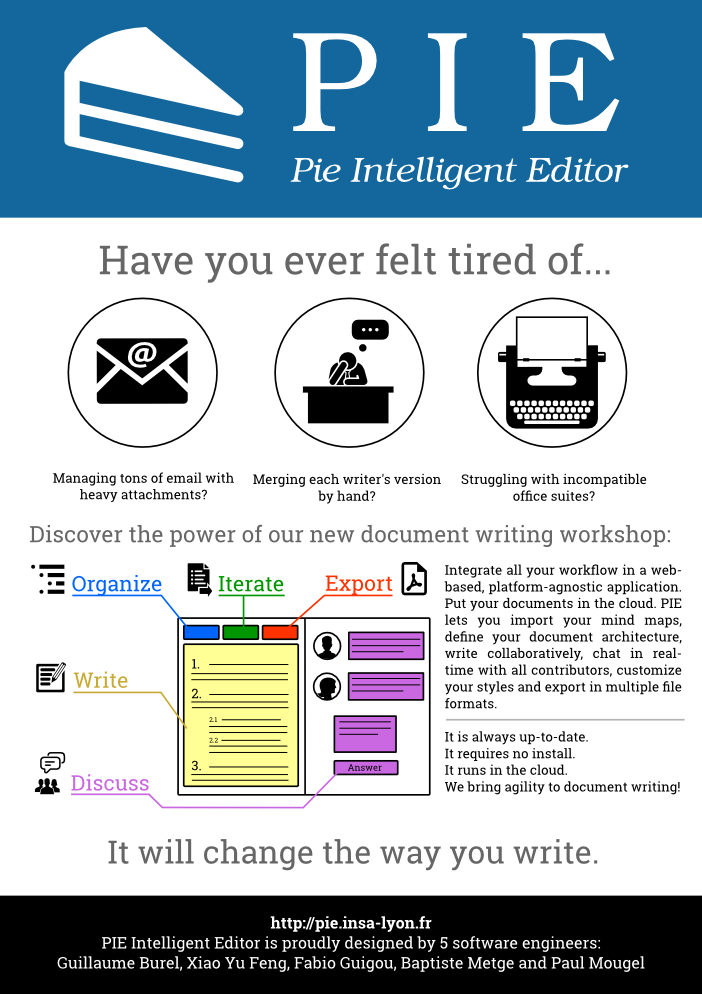 PIE
Pie Intelligent Editor
Have you ever felt tired of...
@
Managing tons of email with
heavy attachments?
Merging each writer's version
by hand?
Struggling with incompatible
office suites?
Discover the power of our new document writing workshop:
Organize
Iterate
Export
Write
Discuss
1.
2.
2.1
2.2
3.
Answer
Integrate all your workflow in a web-
based, platform-agnostic application.
Put your documents in the cloud. PIE
lets you import your mind maps,
define your document architecture,
write collaboratively, chat in real-
time with all contributors, customize
your styles and export in multiple file
formats.
It is always up-to-date.
It requires no install.
It runs in the cloud.
We bring agility to document writing!
It will change the way you write.
http://pie.insa-lyon.fr
PIE Intelligent Editor is proudly designed by 5 software engineers:
Guillaume Burel, Xiao Yu Feng, Fabio Guigou, Baptiste Metge and Paul Mougel